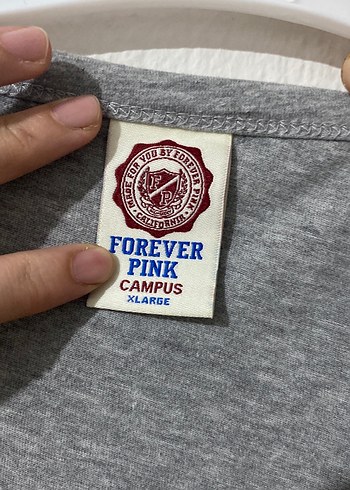 MADE FOR YOU BY FOREVER PINK
FP
• CALIFORNIA •
FOREVER
PINK
CAMPUS
XLARGE